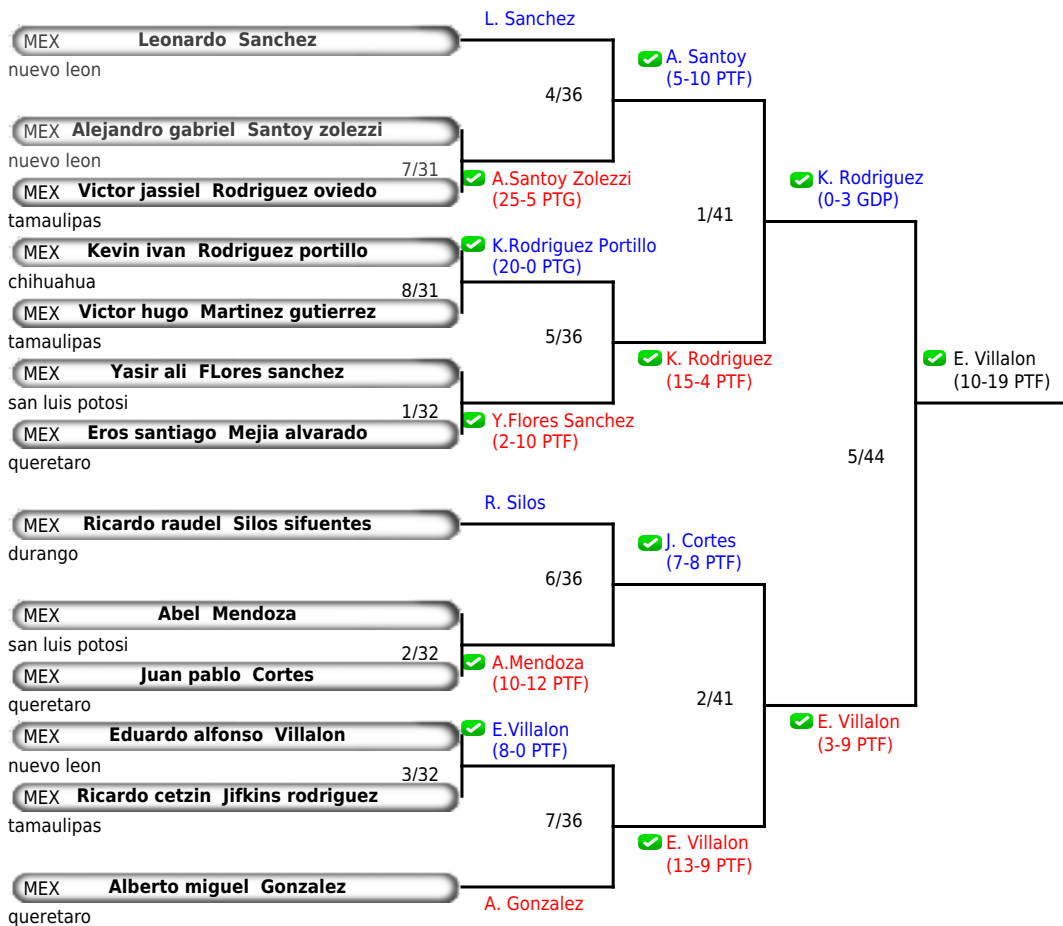 L. Sanchez
MEX Leonardo Sanchez
nuevo leon
A. Santoy
(5-10 PTF)
4/36
MEX Alejandro gabriel Santoy zolezzi
nuevo leon
7/31
A.Santoy Zolezzi
(25-5 PTG)
MEX Victor jassiel Rodriguez oviedo
tamaulipas
K. Rodriguez
(0-3 GDP)
1/41
MEX Kevin ivan Rodriguez portillo
chihuahua
K.Rodriguez Portillo
(20-0 PTG)
8/31
MEX Victor hugo Martinez gutierrez
tamaulipas
5/36
K. Rodriguez
(15-4 PTF)
E. Villalon
(10-19 PTF)
MEX Yasir ali FLores sanchez
san luis potosi
1/32
Y.Flores Sanchez
(2-10 PTF)
MEX Eros santiago Mejia alvarado
queretaro
5/44
R. Silos
MEX Ricardo raudel Silos sifuentes
durango
J. Cortes
(7-8 PTF)
6/36
MEX Abel Mendoza
san luis potosi
2/32
A.Mendoza
(10-12 PTF)
MEX Juan pablo Cortes
queretaro
2/41
E. Villalon
(3-9 PTF)
MEX Eduardo alfonso Villalon
nuevo leon
E.Villalon
(8-0 PTF)
3/32
MEX Ricardo cetzin Jifkins rodriguez
tamaulipas
7/36
E. Villalon
(13-9 PTF)
MEX Alberto miguel Gonzalez
queretaro
A. Gonzalez